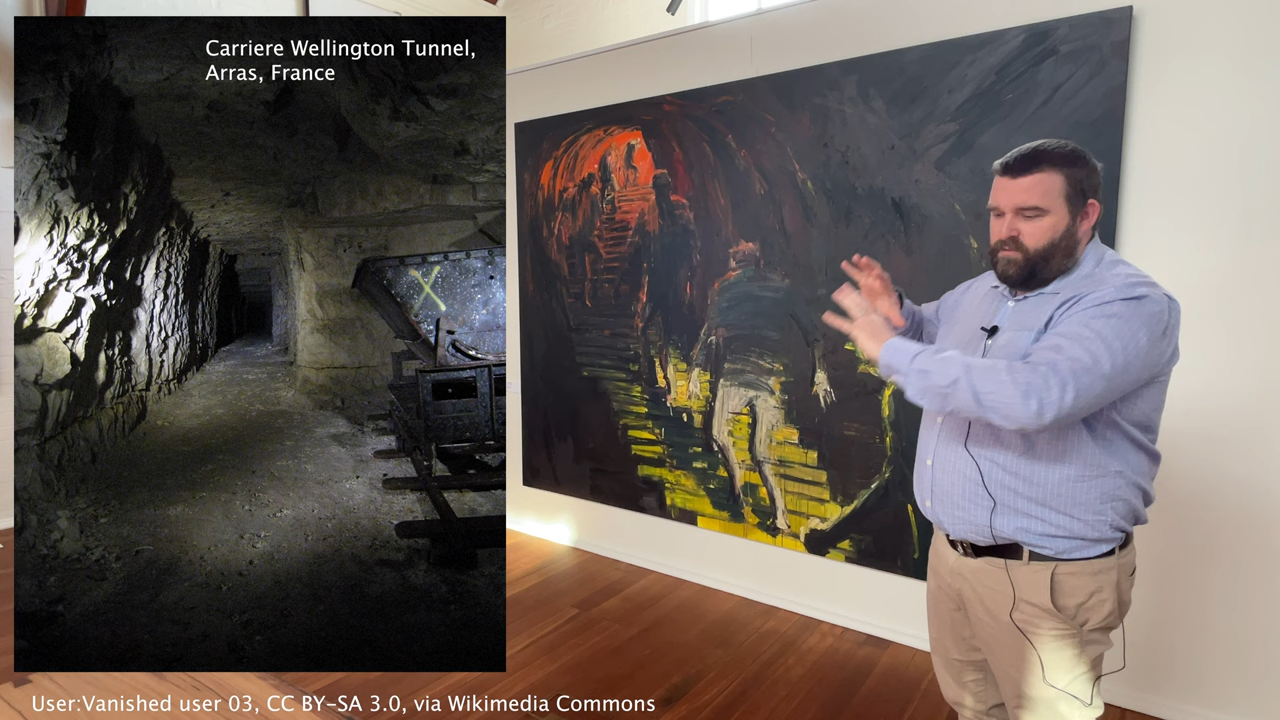 Carriere Wellington Tunnel,
Arras, France
User:Vanished user 03, CC BY-SA 3.0, via Wikimedia Commons